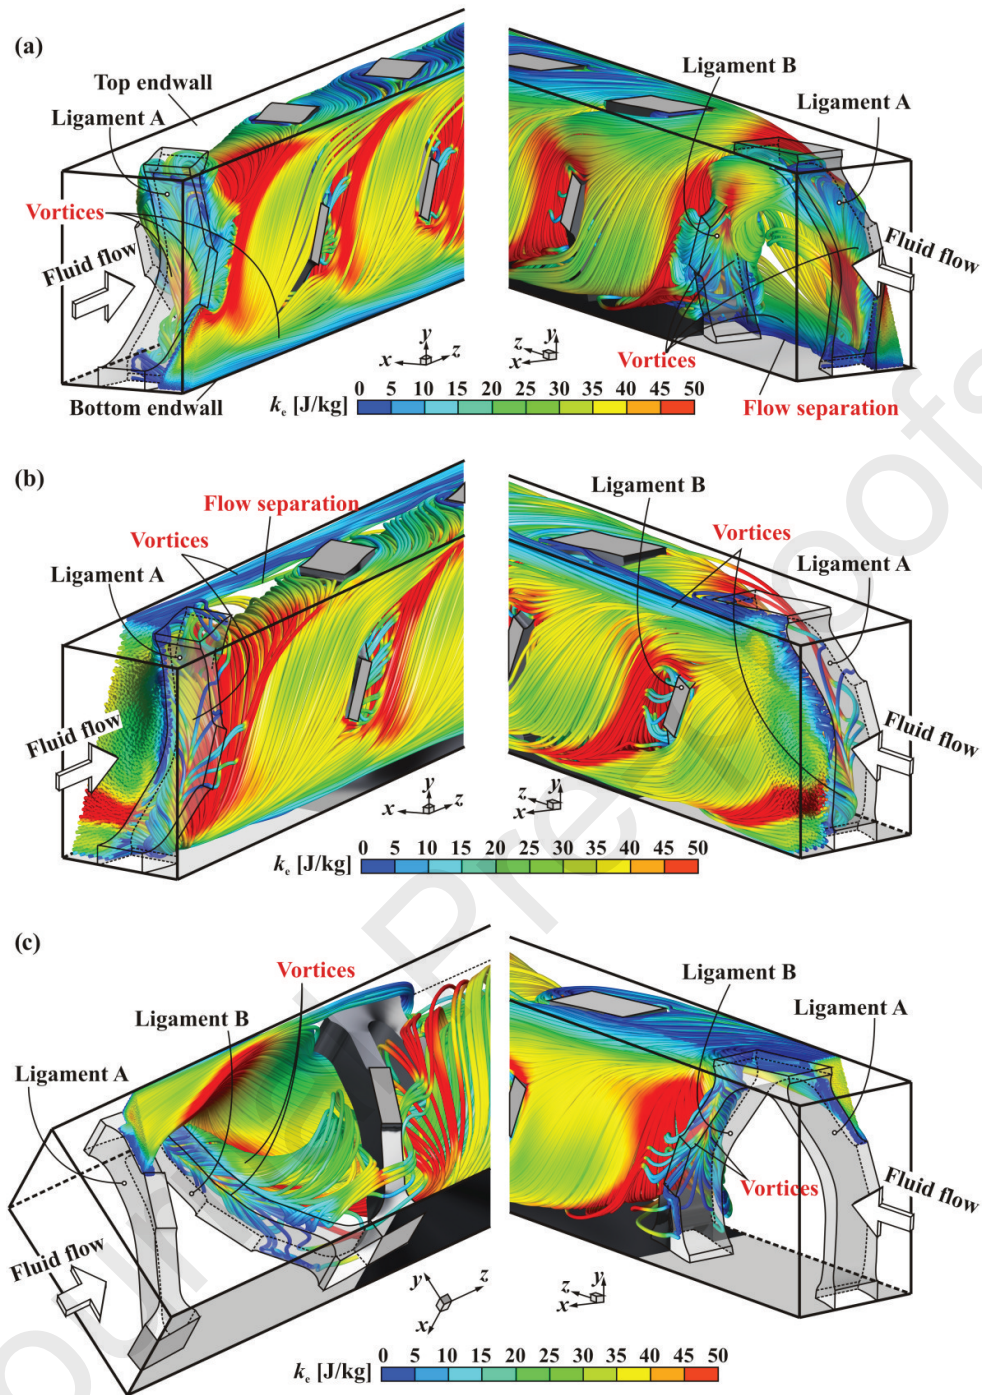 (a)
Ligament B
Top endwall
Ligament A
Ligament A
Vortices
Fluid flow
Fluid flow
y
x z
y
z
x
Vortices
Bottom endwall
Flow separation
ke [J/kg] 0 5 10 15 20 25 30 35 40 45 50
(b)
Ligament B
Flow separation
Vortices
Vortices
Ligament A
Ligament A
Fluid flow
Fluid flow
y
x z
y
z
x
ke [J/kg] 0 5 10 15 20 25 30 35 40 45 50
(c)
Vortices
Ligament B
Ligament B
Ligament A
Ligament A
Vortices
Fluid flow
Fluid flow
y z
x
y
z
x
ke [J/kg] 0 5 10 15 20 25 30 35 40 45 50